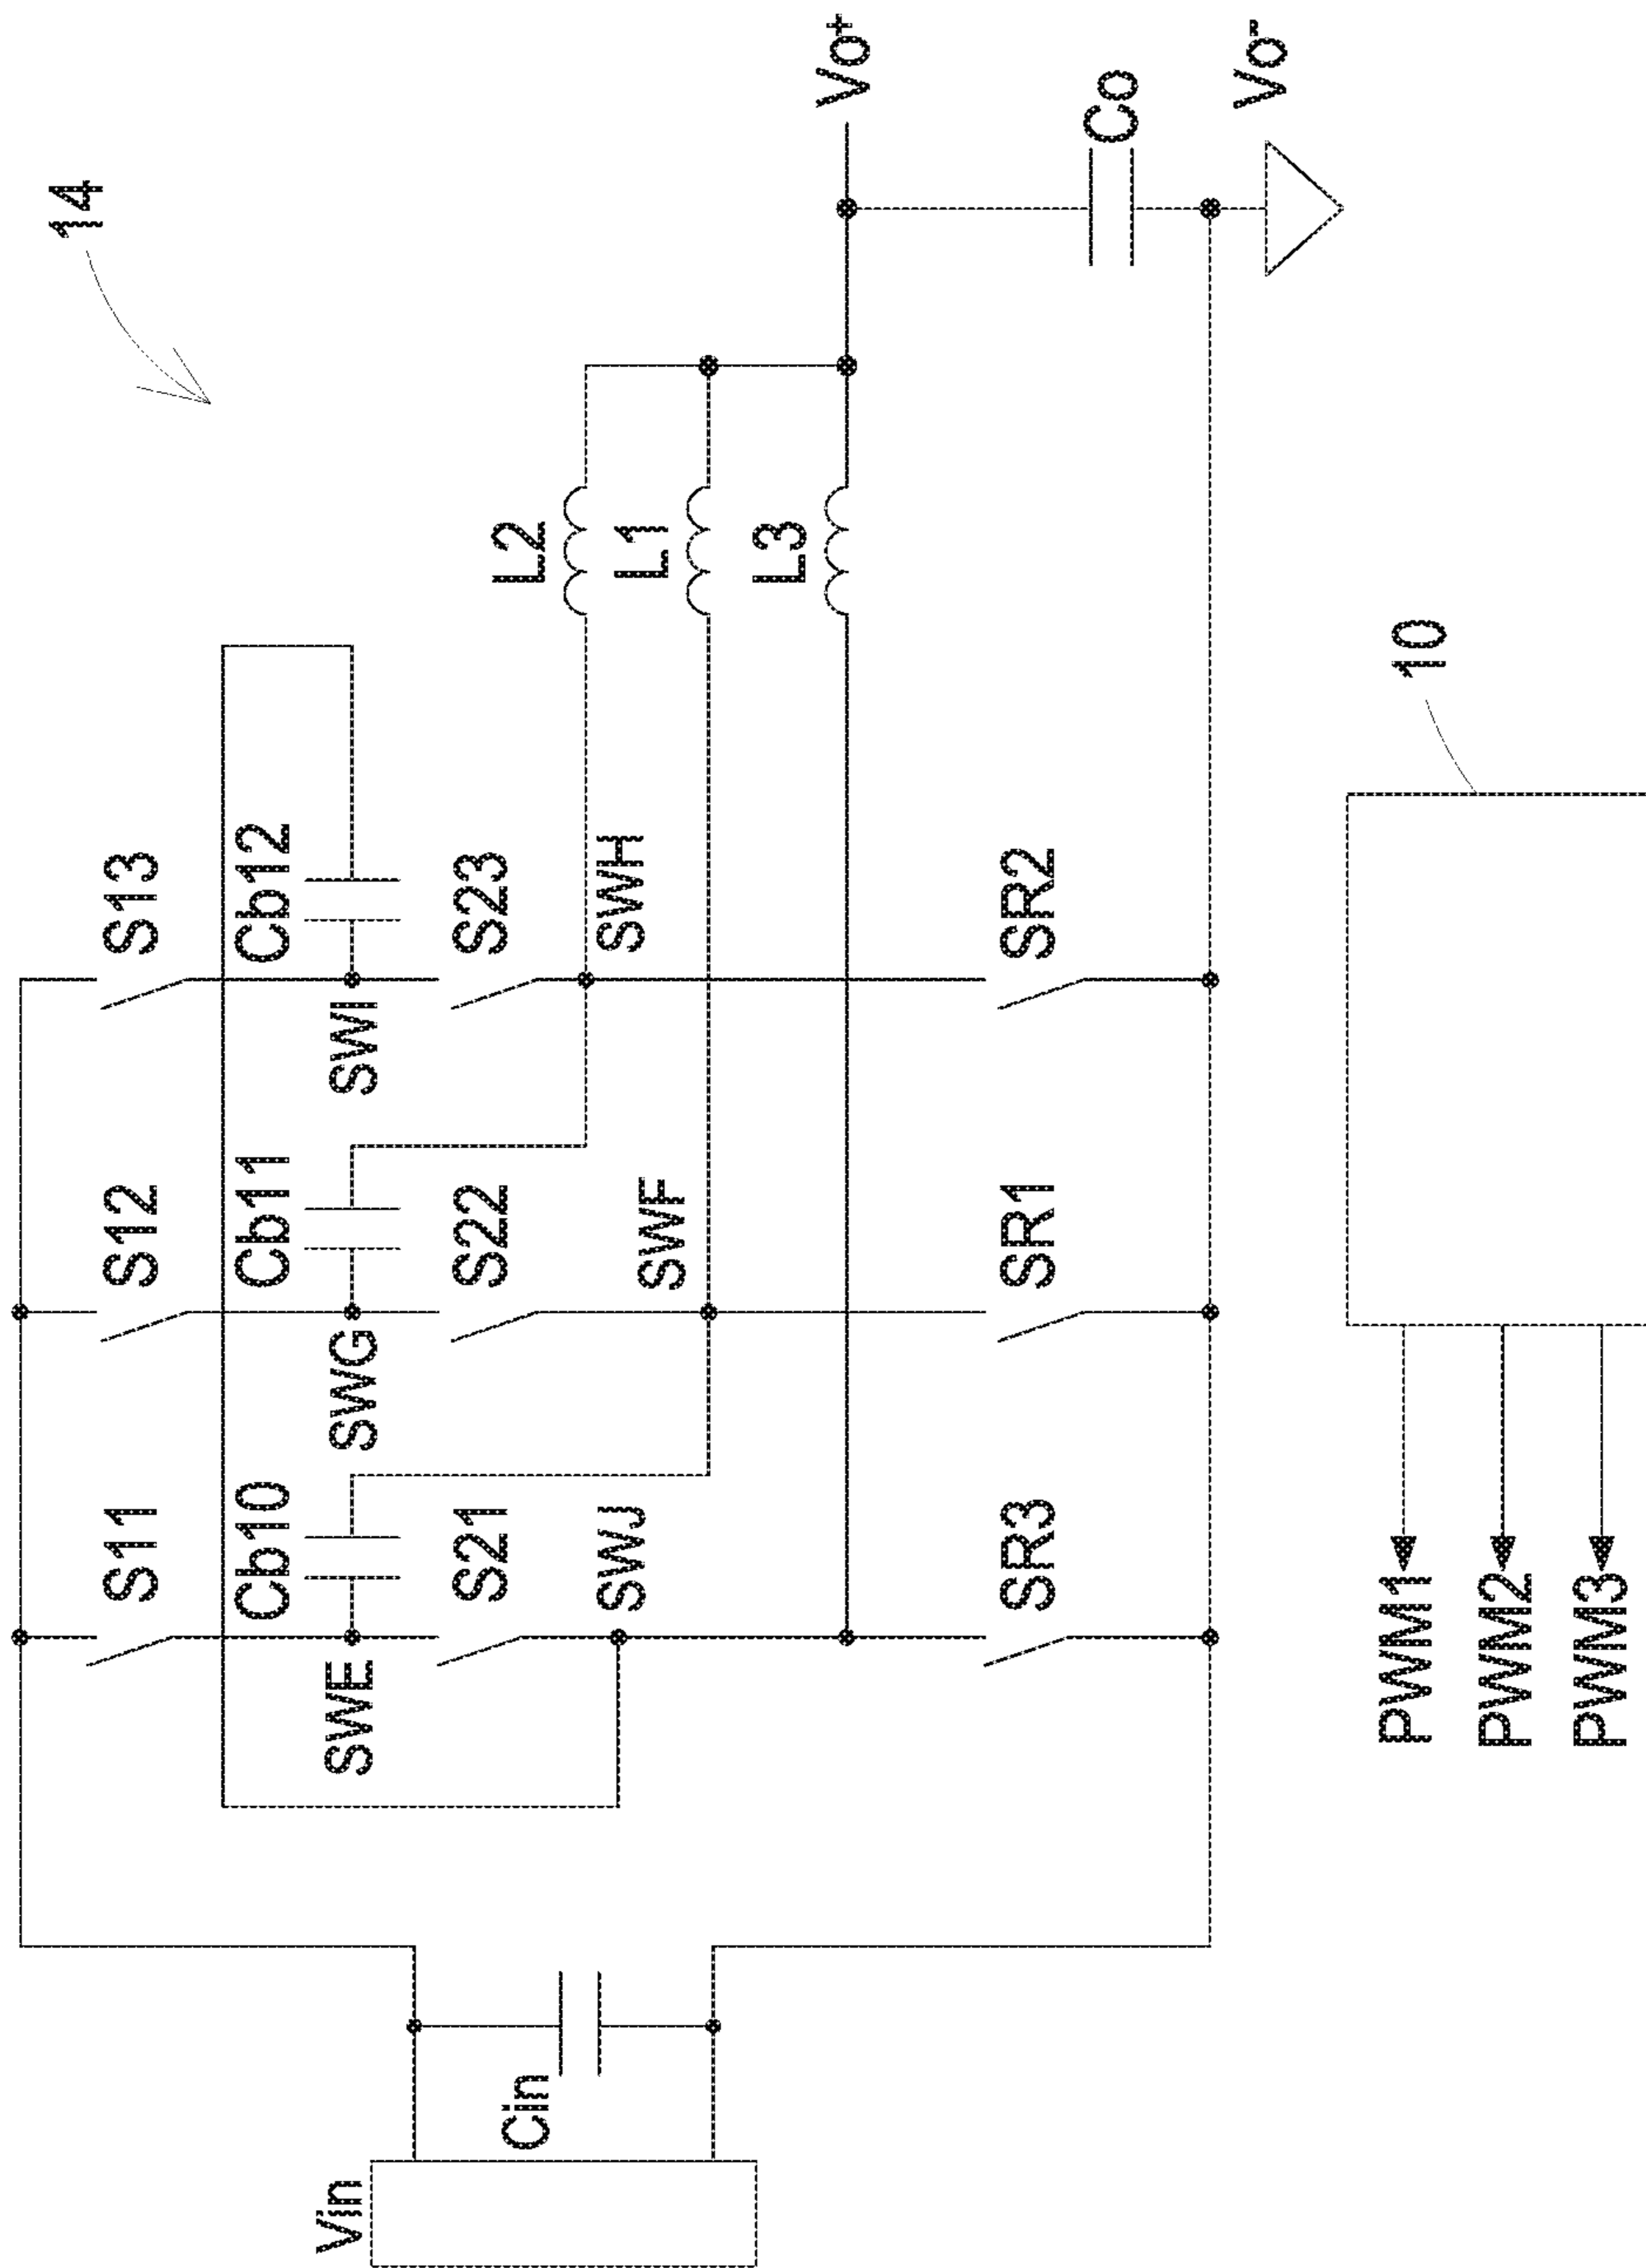 14
S11
S12
S13
Cb10
Cb11
Cb12
SWE
SWG
SWI
S21
S22
S23
SWJ
SWF
SWH
L2
L1
L3
Vin
Cin
Vo+
Co
Vo-
SR3
SR1
SR2
10
PWM1
PWM2
PWM3